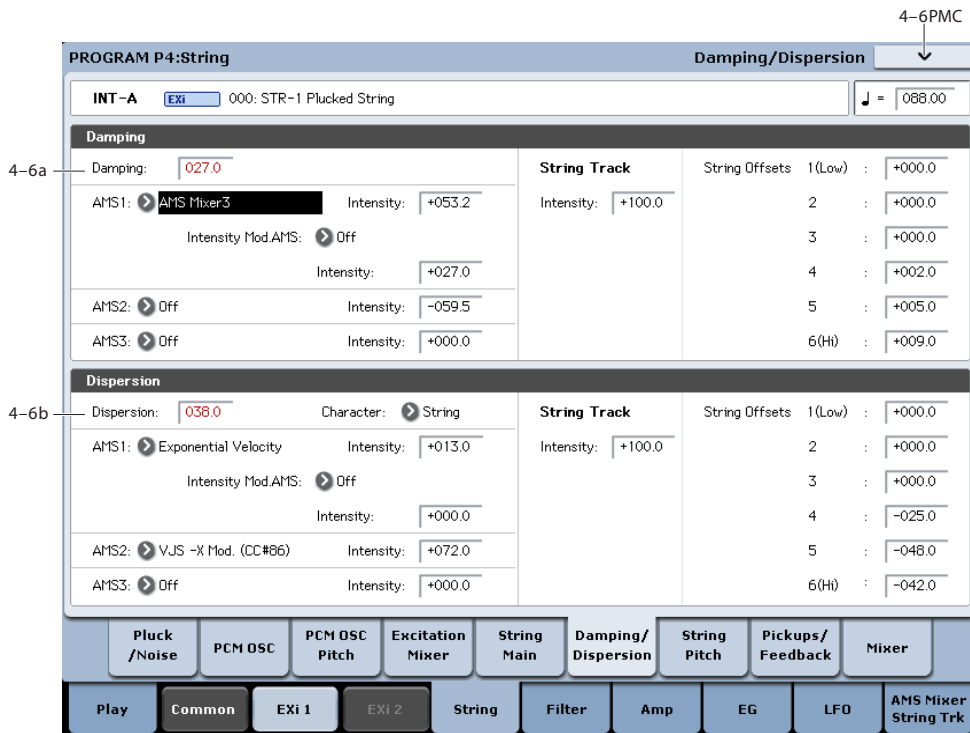 4–6PMC
PROGRAM P4:String Damping/Dispersion
INT-A EXi 000: STR-1 Plucked String ♩ = 088.00
Damping
4–6a Damping: 027.0 String Track String Offsets 1(Low) : +000.0
AMS1: AMS Mixer3 Intensity: +053.2 Intensity: +100.0 2 : +000.0
Intensity Mod.AMS: Off 3 : +000.0
Intensity: +027.0 4 : +002.0
AMS2: Off Intensity: -059.5 5 : +005.0
AMS3: Off Intensity: +000.0 6(Hi) : +009.0
Dispersion
4–6b Dispersion: 038.0 Character: String String Track String Offsets 1(Low) : +000.0
AMS1: Exponential Velocity Intensity: +013.0 Intensity: +100.0 2 : +000.0
Intensity Mod.AMS: Off 3 : +000.0
Intensity: +000.0 4 : -025.0
AMS2: VJS -X Mod. (CC#86) Intensity: +072.0 5 : -048.0
AMS3: Off Intensity: +000.0 6(Hi) : -042.0
Pluck /Noise PCM OSC PCM OSC Pitch Excitation Mixer String Main Damping/ Dispersion String Pitch Pickups/ Feedback Mixer
Play Common EXi 1 EXi 2 String Filter Amp EG LFO AMS Mixer String Trk